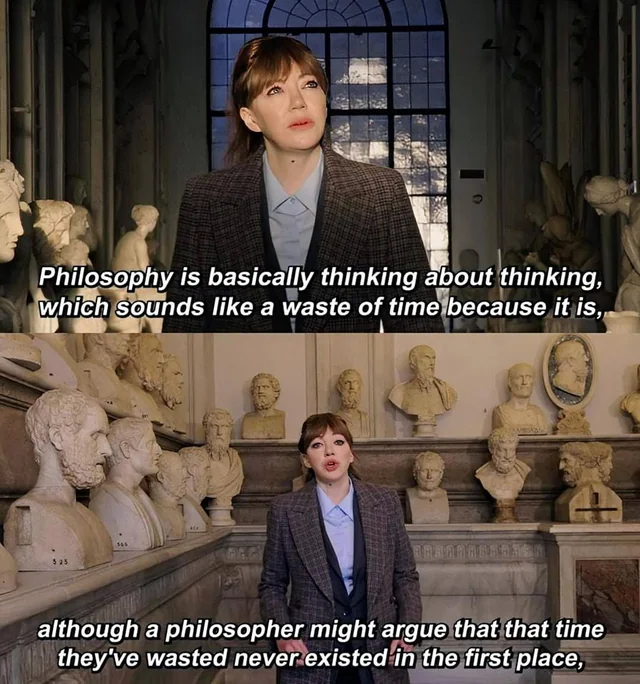 Philosophy is basically thinking about thinking,
which sounds like a waste of time because it is,
525
although a philosopher might argue that that time
they've wasted never existed in the first place,